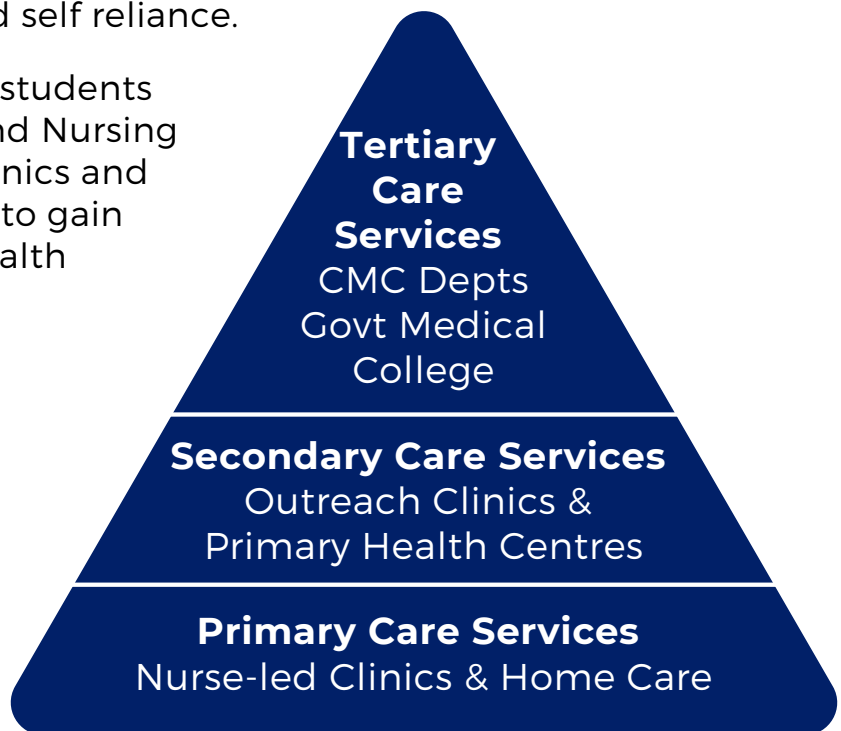 d self reliance.
students
nd Nursing
nics and
to gain
alth
Tertiary
Care
Services
CMC Depts
Govt Medical
College
Secondary Care Services
Outreach Clinics &
Primary Health Centres
Primary Care Services
Nurse-led Clinics & Home Care